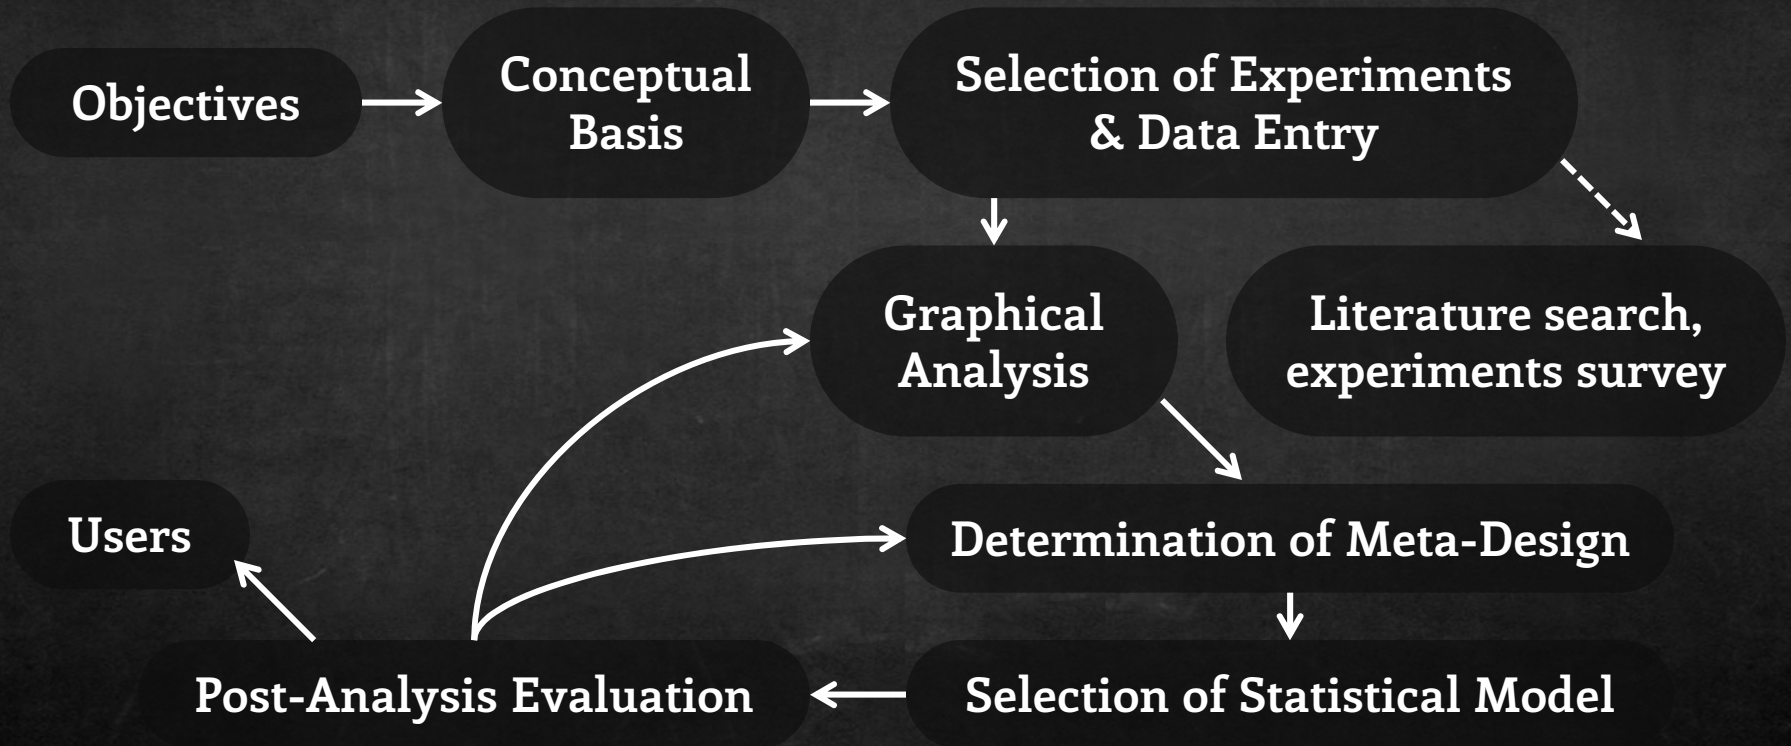 Objectives
Conceptual
Basis
Selection of Experiments
& Data Entry
Graphical
Analysis
Literature search,
experiments survey
Users
Determination of Meta-Design
Post-Analysis Evaluation
Selection of Statistical Model